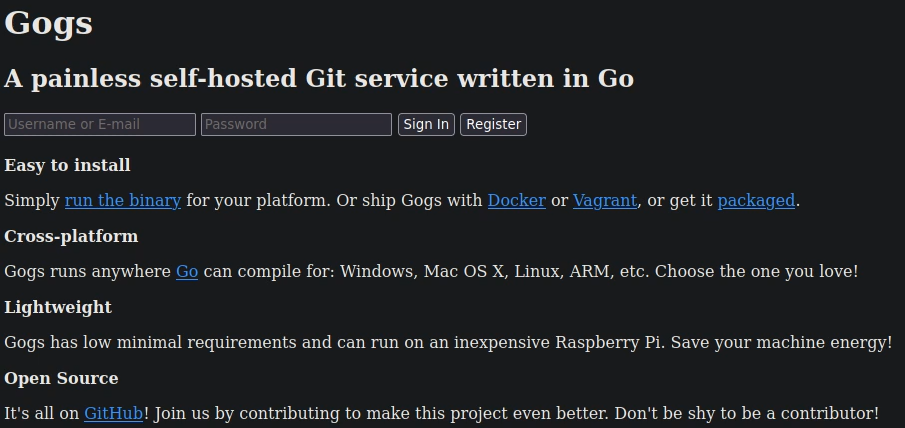 Gogs
A painless self-hosted Git service written in Go
Username or E-mail Password Sign In Register
Easy to install
Simply run the binary for your platform. Or ship Gogs with Docker or Vagrant, or get it packaged.
Cross-platform
Gogs runs anywhere Go can compile for: Windows, Mac OS X, Linux, ARM, etc. Choose the one you love!
Lightweight
Gogs has low minimal requirements and can run on an inexpensive Raspberry Pi. Save your machine energy!
Open Source
It's all on GitHub! Join us by contributing to make this project even better. Don't be shy to be a contributor!